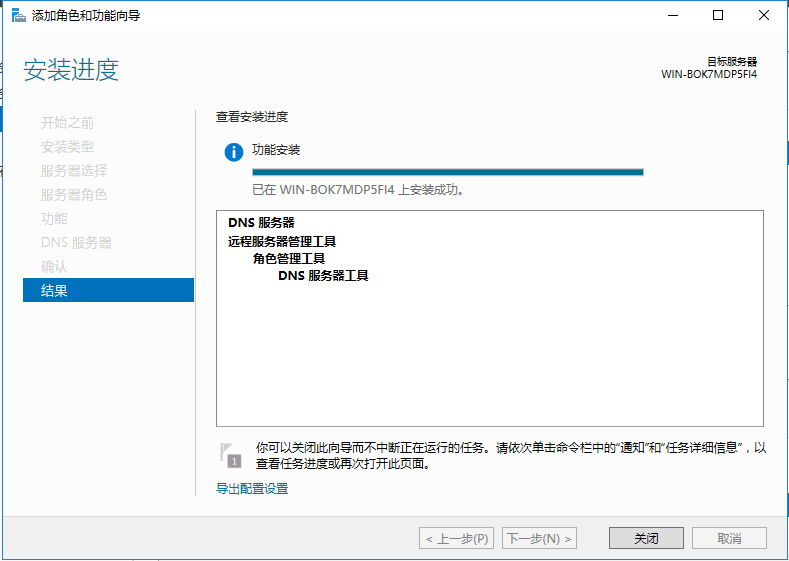 添加角色和功能向导
安装进度
目标服务器
WIN-BOK7MDP5FI4
开始之前
安装类型
服务器选择
服务器角色
功能
DNS 服务器
确认
结果
查看安装进度
功能安装
已在 WIN-BOK7MDP5FI4 上安装成功。
DNS 服务器
远程服务器管理工具
角色管理工具
DNS 服务器工具
1
你可以关闭此向导而不中断正在运行的任务。请依次单击命令栏中的“通知”和“任务详细信息”，以
查看任务进度或再次打开此页面。
导出配置设置
< 上一步(P)
下一步(N) >
关闭
取消